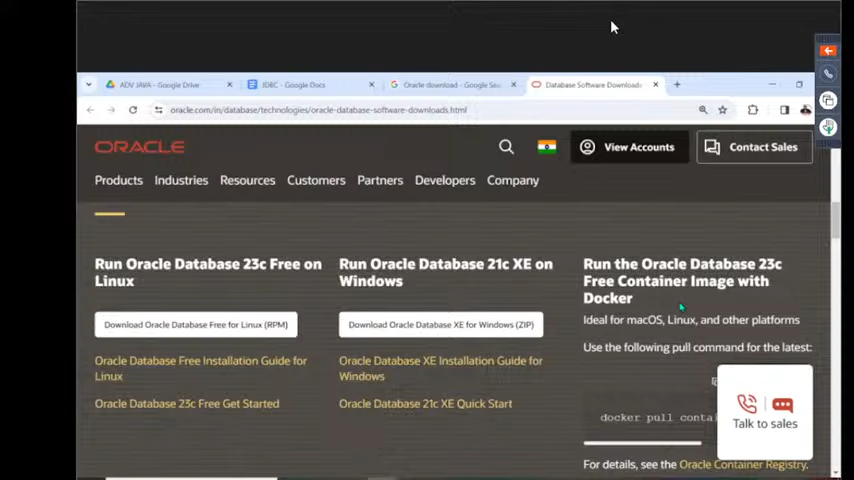 ADV JAVA - Google Drive
JDBC - Google Docs
Oracle download - Google Sea
Database Software Downloads
oracle.com/in/database/technologies/oracle-database-software-downloads.html
ORACLE
View Accounts
Contact Sales
Products Industries Resources Customers Partners Developers Company
Run Oracle Database 23c Free on
Linux
Download Oracle Database Free for Linux (RPM)
Oracle Database Free Installation Guide for
Linux
Oracle Database 23c Free Get Started
Run Oracle Database 21c XE on
Windows
Download Oracle Database XE for Windows (ZIP)
Oracle Database XE Installation Guide for
Windows
Oracle Database 21c XE Quick Start
Run the Oracle Database 23c
Free Container Image with
Docker
Ideal for macOS, Linux, and other platforms
Use the following pull command for the latest:
docker pull contai
For details, see the Oracle Container Registry.
Talk to sales